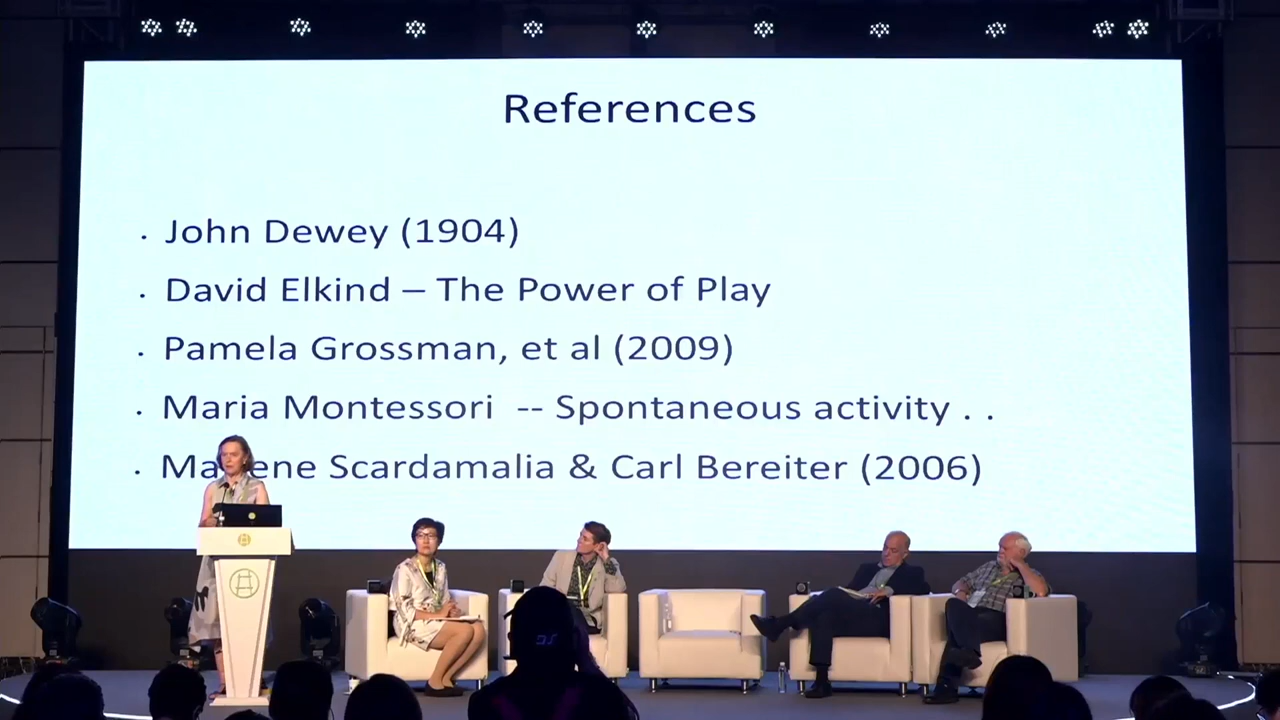 References
· John Dewey (1904)
· David Elkind – The Power of Play
· Pamela Grossman, et al (2009)
· Maria Montessori -- Spontaneous activity . .
· Scardamalia & Carl Bereiter (2006)